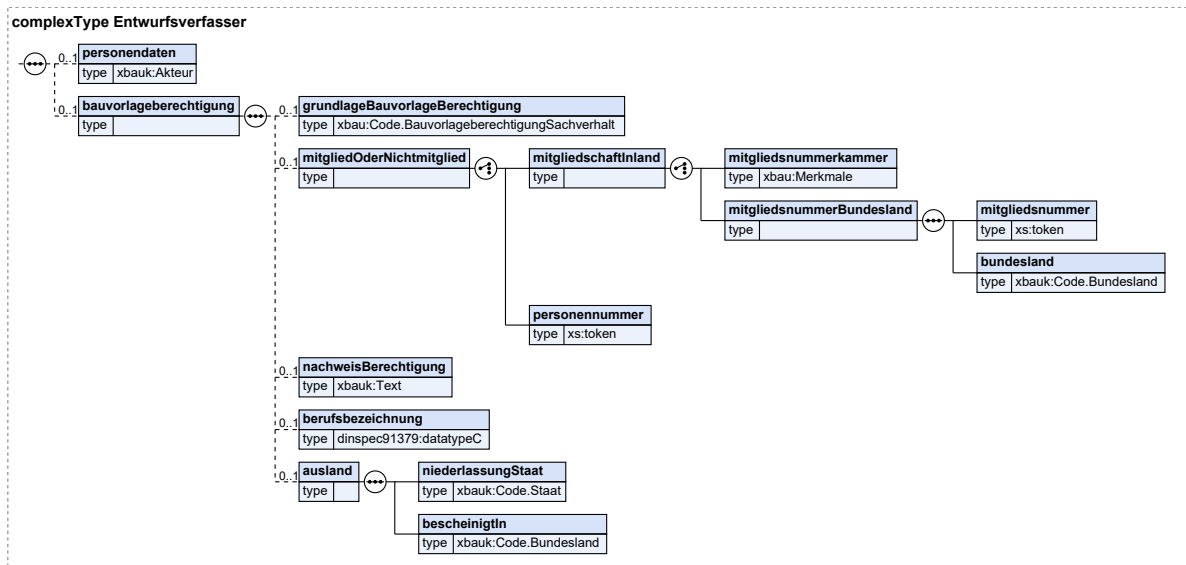 complexType Entwurfsverfasser
0..1 personendaten
type xbauk:Akteur
0..1 bauvorlageberechtigung
type
0..1 grundlageBauvorlageBerechtigung
type xbau:Code.BauvorlageberechtigungSachverhalt
0..1 mitgliedOderNichtmitglied
type
mitgliedschaftInland
type
mitgliedsnummerkammer
type xbau:Merkmale
mitgliedsnummerBundesland
type
mitgliedsnummer
type xs:token
bundesland
type xbauk:Code.Bundesland
personennummer
type xs:token
0..1 nachweisBerechtigung
type xbauk:Text
0..1 berufsbezeichnung
type dinspec91379:datatypeC
0..1 ausland
type
niederlassungStaat
type xbauk:Code.Staat
bescheinigtIn
type xbauk:Code.Bundesland